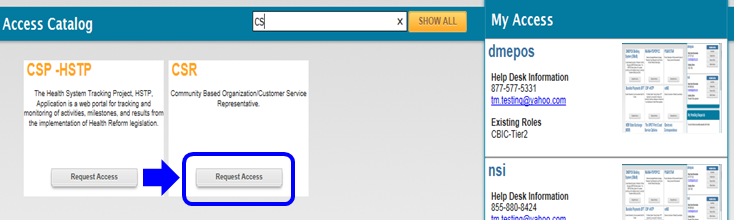 Access Catalog
CS x
SHOW ALL
CSP -HSTP
The Health System Tracking Project, HSTP,
Application is a web portal for tracking and
monitoring of activities, milestones, and results from
the implementation of Health Reform legislation.
Request Access
CSR
Community Based Organization/Customer Service
Representative.
Request Access
My Access
dmepos
Help Desk Information
877-577-5331
tm.testing@yahoo.com
Existing Roles
CBIC-Tier2
nsi
Help Desk Information
855-880-8424
tm.testing@yahoo.com